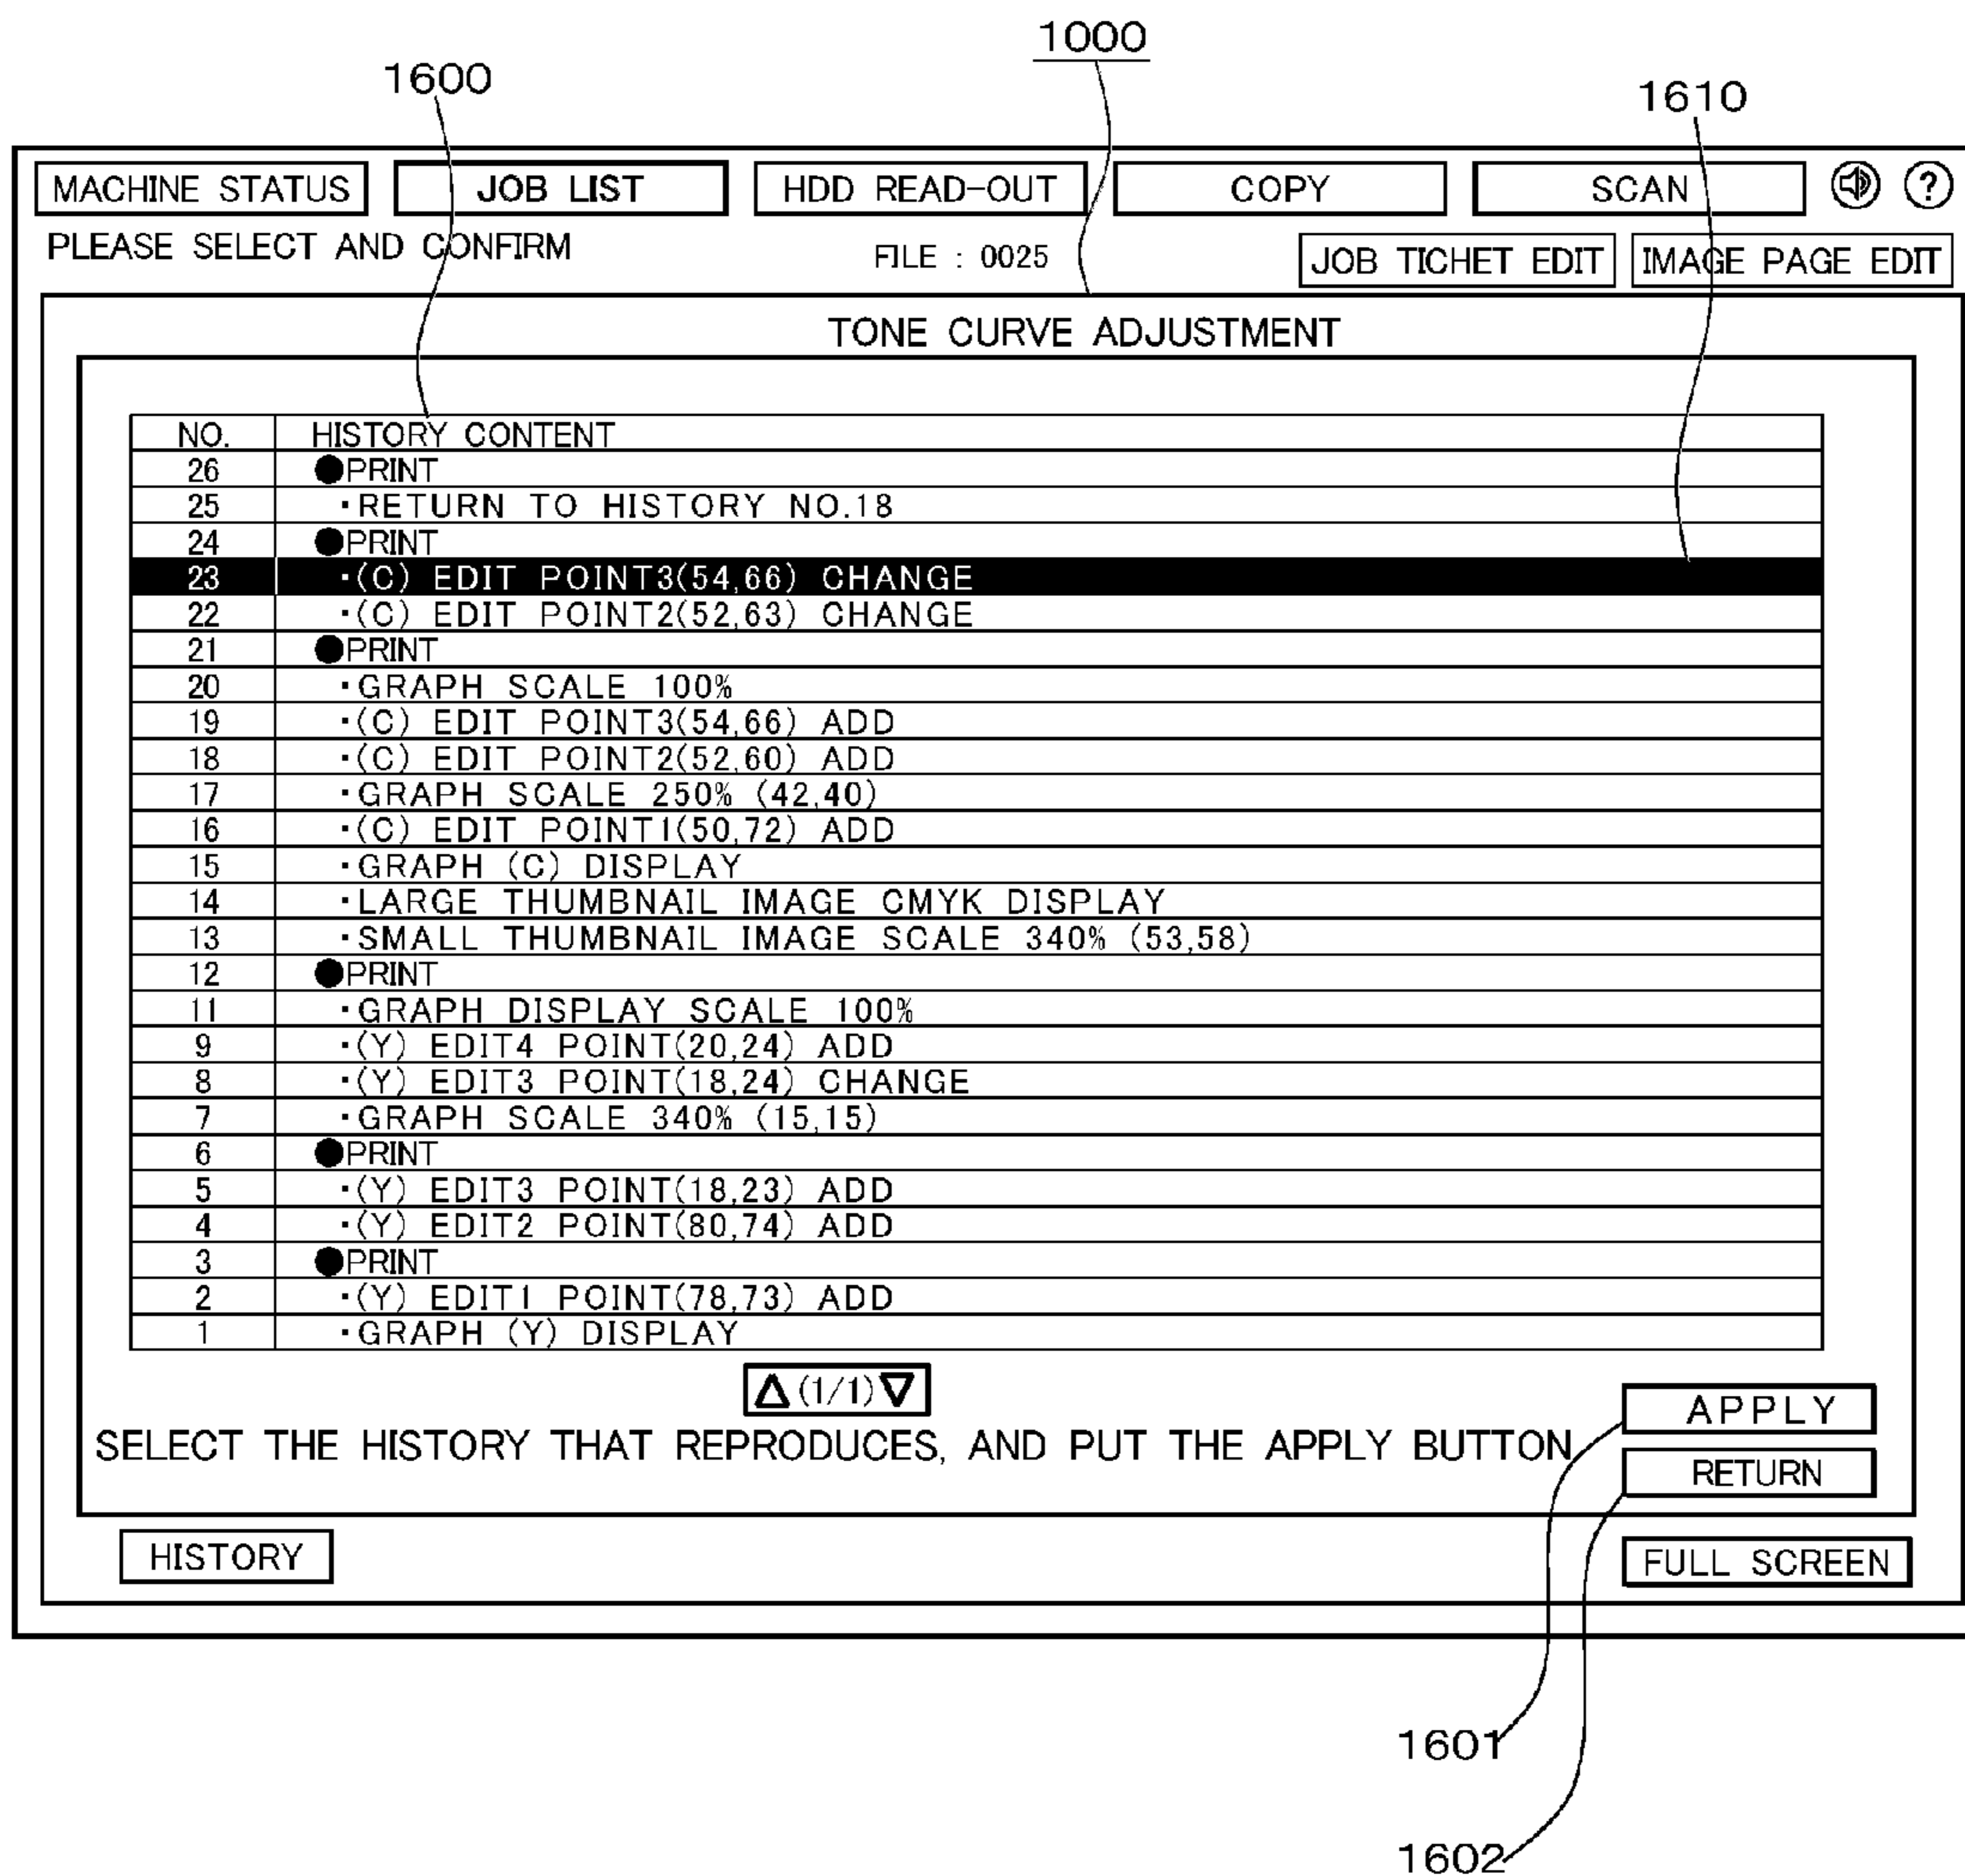 1000
1600
1610
MACHINE STATUS JOB LIST HDD READ-OUT COPY SCAN ?
PLEASE SELECT AND CONFIRM FILE : 0025 JOB TICHET EDIT IMAGE PAGE EDIT
TONE CURVE ADJUSTMENT
NO. HISTORY CONTENT
26 ●PRINT
25 ・RETURN TO HISTORY NO.18
24 ●PRINT
23 ・(C) EDIT POINT3(54,66) CHANGE
22 ・(C) EDIT POINT2(52,63) CHANGE
21 ●PRINT
20 ・GRAPH SCALE 100%
19 ・(C) EDIT POINT3(54,66) ADD
18 ・(C) EDIT POINT2(52,60) ADD
17 ・GRAPH SCALE 250% (42,40)
16 ・(C) EDIT POINT1(50,72) ADD
15 ・GRAPH (C) DISPLAY
14 ・LARGE THUMBNAIL IMAGE CMYK DISPLAY
13 ・SMALL THUMBNAIL IMAGE SCALE 340% (53,58)
12 ●PRINT
11 ・GRAPH DISPLAY SCALE 100%
9 ・(Y) EDIT4 POINT(20,24) ADD
8 ・(Y) EDIT3 POINT(18,24) CHANGE
7 ・GRAPH SCALE 340% (15,15)
6 ●PRINT
5 ・(Y) EDIT3 POINT(18,23) ADD
4 ・(Y) EDIT2 POINT(80,74) ADD
3 ●PRINT
2 ・(Y) EDIT1 POINT(78,73) ADD
1 ・GRAPH (Y) DISPLAY
△(1/1)▽
APPLY
SELECT THE HISTORY THAT REPRODUCES, AND PUT THE APPLY BUTTON
RETURN
HISTORY FULL SCREEN
1601
1602